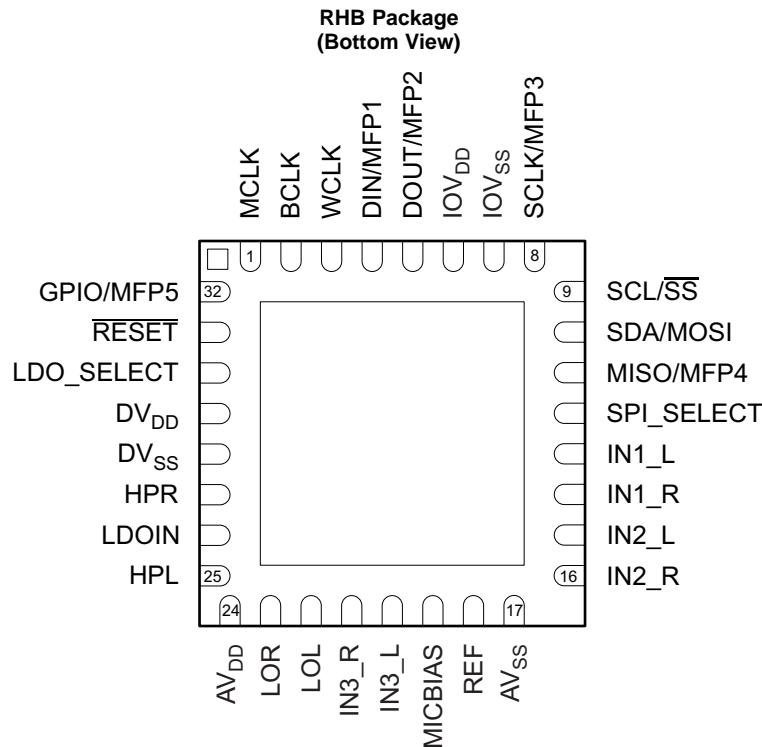 RHB Package
(Bottom View)
MCLK
BCLK
WCLK
DIN/MFP1
DOUT/MFP2
IOVDD
IOVSS
SCLK/MFP3
1
8
GPIO/MFP5
32
9
SCL/SS
RESET
SDA/MOSI
LDO_SELECT
MISO/MFP4
DVDD
SPI_SELECT
DVSS
IN1_L
HPR
IN1_R
LDOIN
IN2_L
HPL
25
16
IN2_R
24
17
AVDD
LOR
LOL
IN3_R
IN3_L
MICBIAS
REF
AVSS